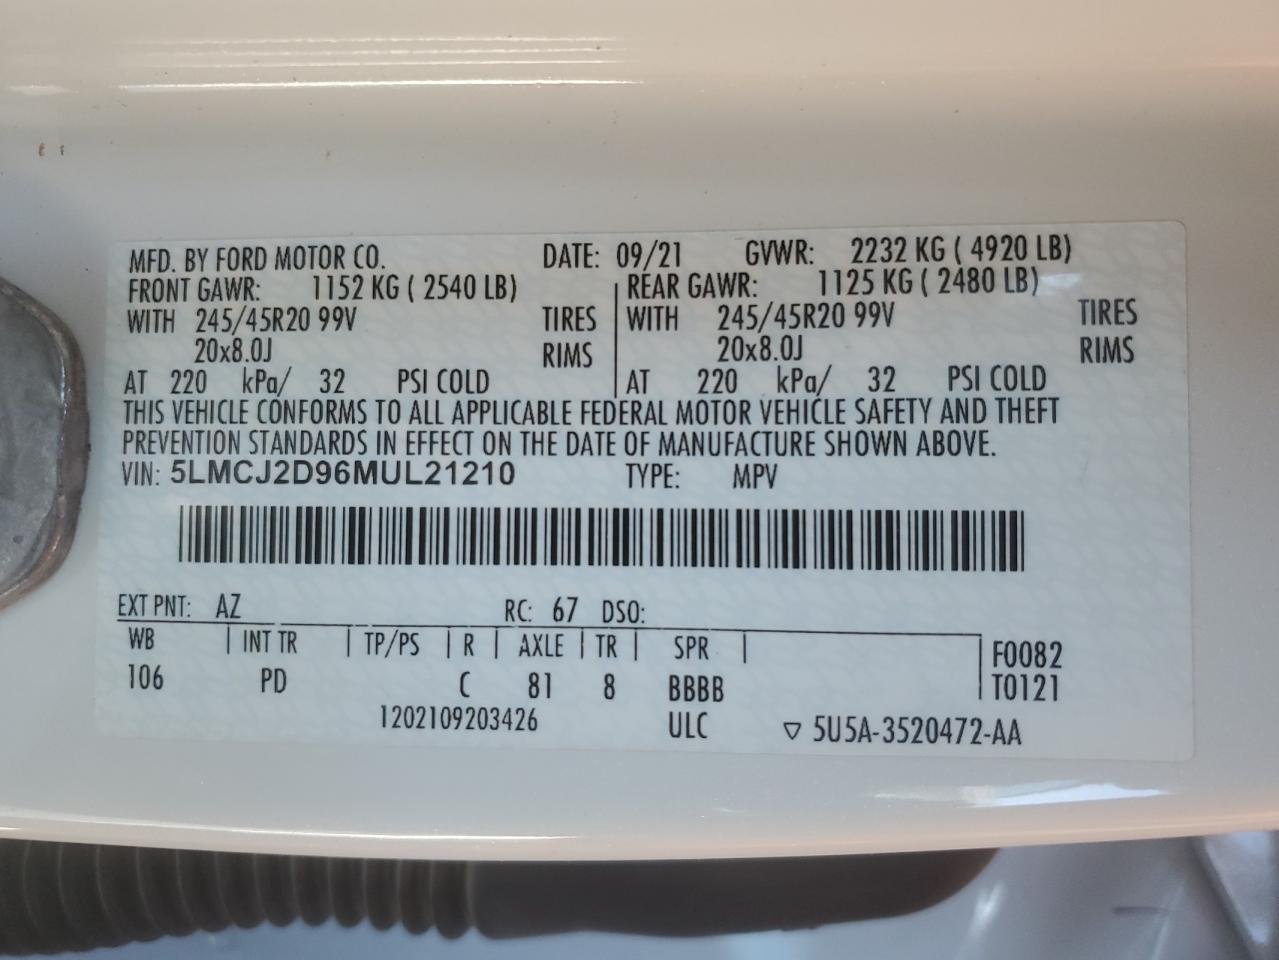 MFD. BY FORD MOTOR CO. DATE: 09/21 GVWR: 2232 KG ( 4920 LB)
FRONT GAWR: 1152 KG ( 2540 LB) REAR GAWR: 1125 KG ( 2480 LB)
WITH 245/45R20 99V TIRES WITH 245/45R20 99V TIRES
20x8.0J RIMS 20x8.0J RIMS
AT 220 kPa/ 32 PSI COLD AT 220 kPa/ 32 PSI COLD
THIS VEHICLE CONFORMS TO ALL APPLICABLE FEDERAL MOTOR VEHICLE SAFETY AND THEFT
PREVENTION STANDARDS IN EFFECT ON THE DATE OF MANUFACTURE SHOWN ABOVE.
VIN: 5LMCJ2D96MUL21210 TYPE: MPV
EXT PNT: AZ RC: 67 DSO:
WB INT TR TP/PS R AXLE TR SPR F0082
106 PD C 81 8 BBBB T0121
1202109203426 ULC ▽ 5U5A-3520472-AA